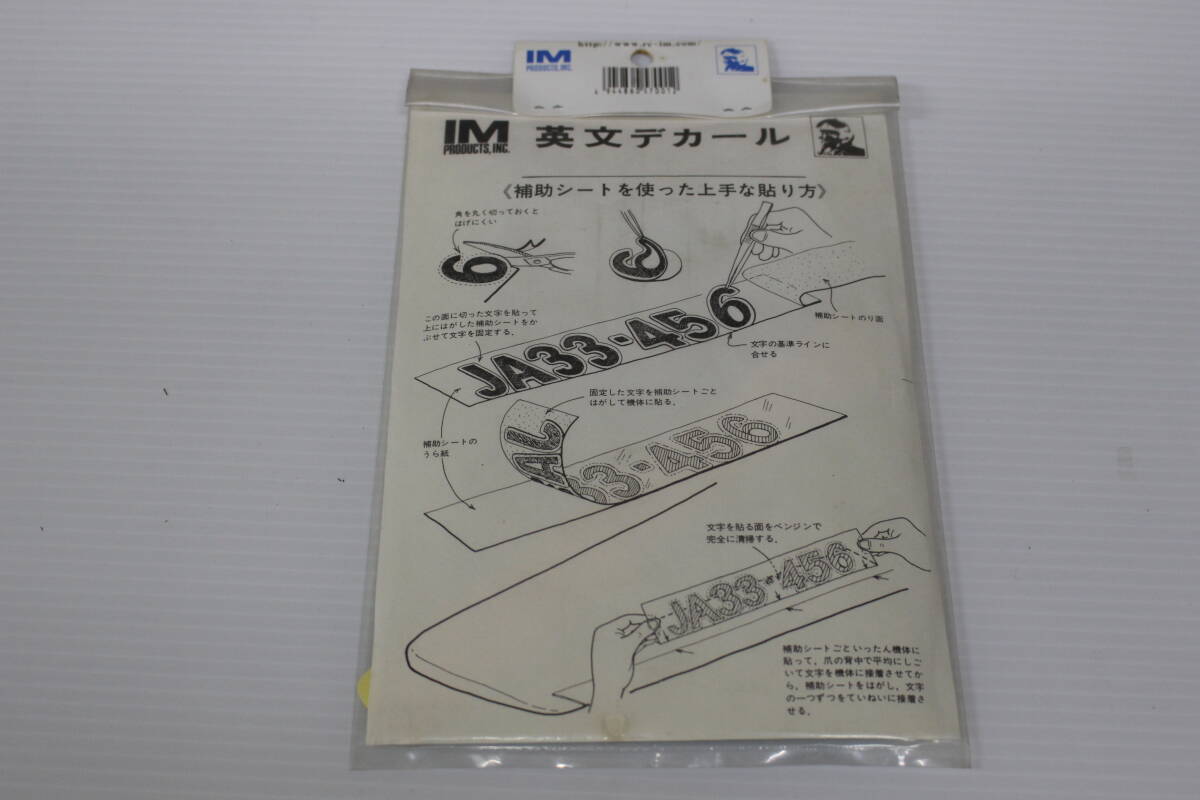 http://www.rc-im.com/
IM
PRODUCTS, INC.
IM
PRODUCTS, INC.
英文デカール
《補助シートを使った上手な貼り方》
角を丸く切っておくと
はげにくい
この面に切った文字を貼って
上にはがした補助シートをか
ぶせて文字を固定する。
補助シートのり面
JA33-456
文字の基準ラインに
合せる
固定した文字を補助シートごと
はがして機体に貼る。
補助シートの
うら紙
JA
33-456
文字を貼る面をベンジンで
完全に清掃する。
JA33-456
補助シートごといったん機体に
貼って、爪の背中で平均にしご
いて文字を機体に接着させてか
ら、補助シートをはがし、文字
の一つずつをていねいに接着さ
せる。